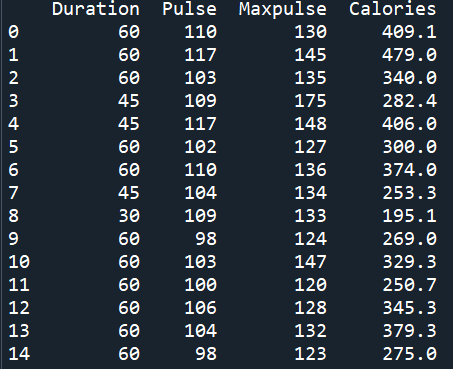 Duration Pulse Maxpulse Calories
0 60 110 130 409.1
1 60 117 145 479.0
2 60 103 135 340.0
3 45 109 175 282.4
4 45 117 148 406.0
5 60 102 127 300.0
6 60 110 136 374.0
7 45 104 134 253.3
8 30 109 133 195.1
9 60 98 124 269.0
10 60 103 147 329.3
11 60 100 120 250.7
12 60 106 128 345.3
13 60 104 132 379.3
14 60 98 123 275.0